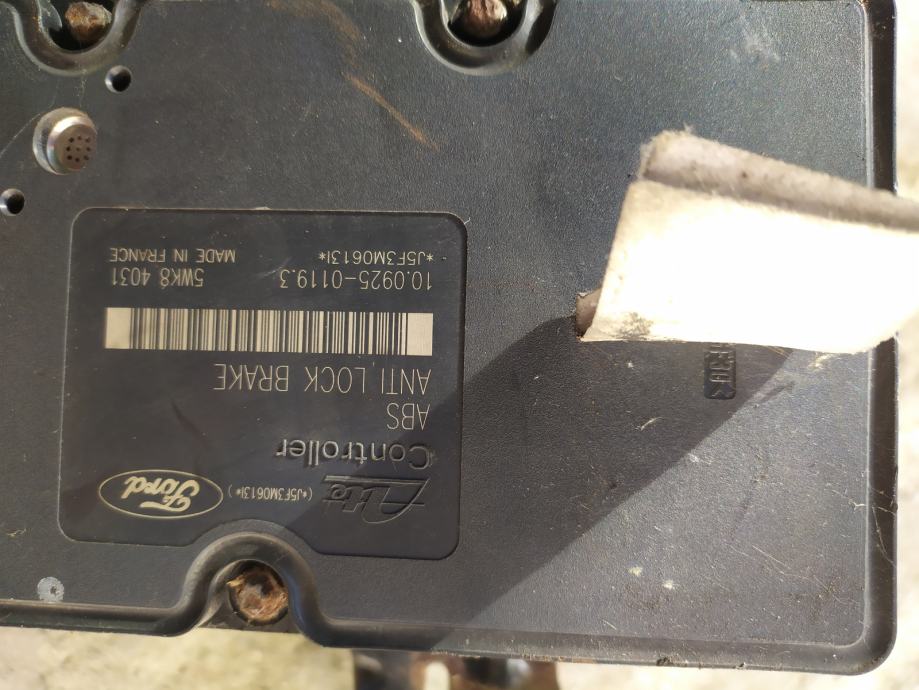 Ate
(*J5F3M0613I*)
Ford
Controller
ABS
ANTI LOCK BRAKE
10.0925-0119.3
5WK8 4031
*J5F3M0613I*
MADE IN FRANCE